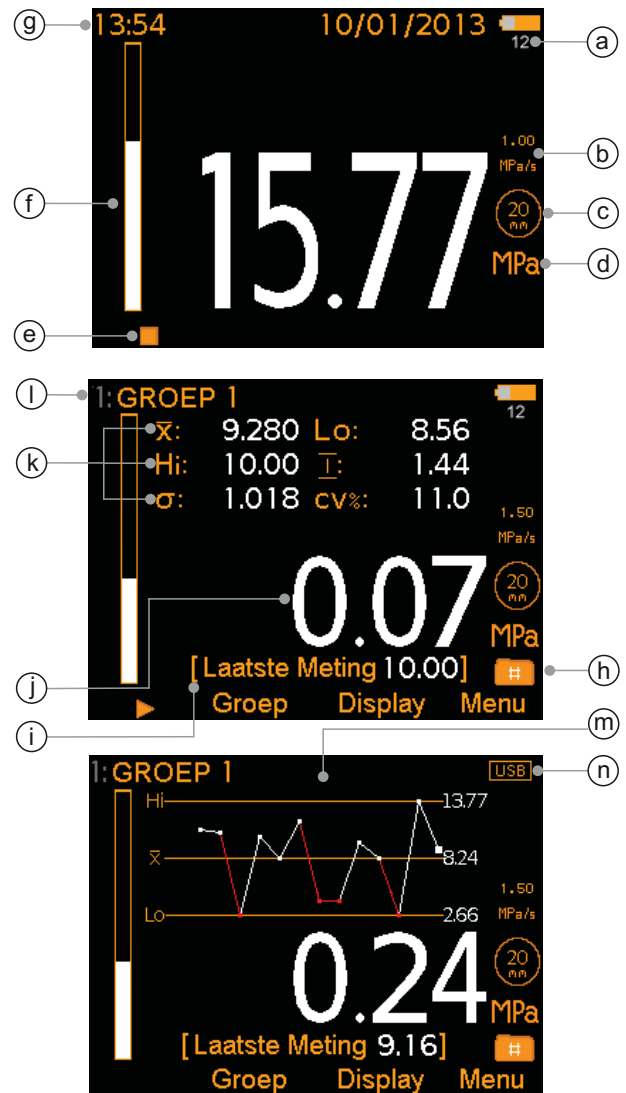 g 13:54 10/01/2013
12 a
1.00
MPa/s b
f 15.77 20
mm c
MPa d
e
l 1: GROEP 1
12
x̅: 9.280 Lo: 8.56
k Hi: 10.00 I: 1.44
σ: 1.018 cv%: 11.0
1.50
MPa/s
0.07 20
mm
MPa
j [Laatste Meting 10.00] # h
i Groep Display Menu
m
1: GROEP 1 USB n
Hi 13.77
x̅ 8.24
1.50
Lo 2.66 MPa/s
0.24 20
mm
MPa
[Laatste Meting 9.16] #
Groep Display Menu